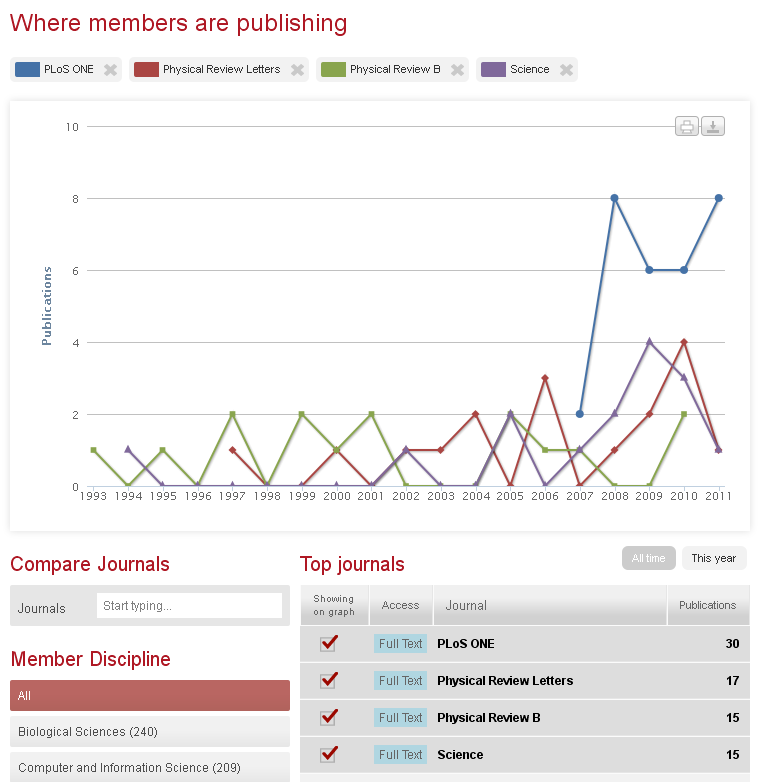 Where members are publishing
PLoS ONE Physical Review Letters Physical Review B Science
10
8
6
4
2
0
Publications
1993 1994 1995 1996 1997 1998 1999 2000 2001 2002 2003 2004 2005 2006 2007 2008 2009 2010 2011
Compare Journals
Journals Start typing...
Member Discipline
All
Biological Sciences (240)
Computer and Information Science (209)
Top journals All time This year
Showing on graph Access Journal Publications
Full Text PLoS ONE 30
Full Text Physical Review Letters 17
Full Text Physical Review B 15
Full Text Science 15